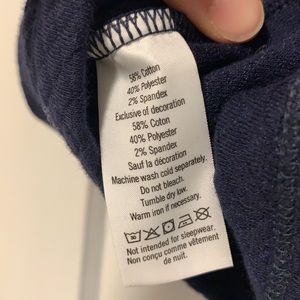 58% Cotton
40% Polyester
2% Spandex
Exclusive of decoration
58% Coton
40% Polyester
2% Spandex
Sauf la décoration
Machine wash cold separately.
Do not bleach.
Tumble dry low.
Warm iron if necessary.
Not intended for sleepwear.
Non conçu comme vêtement
de nuit.